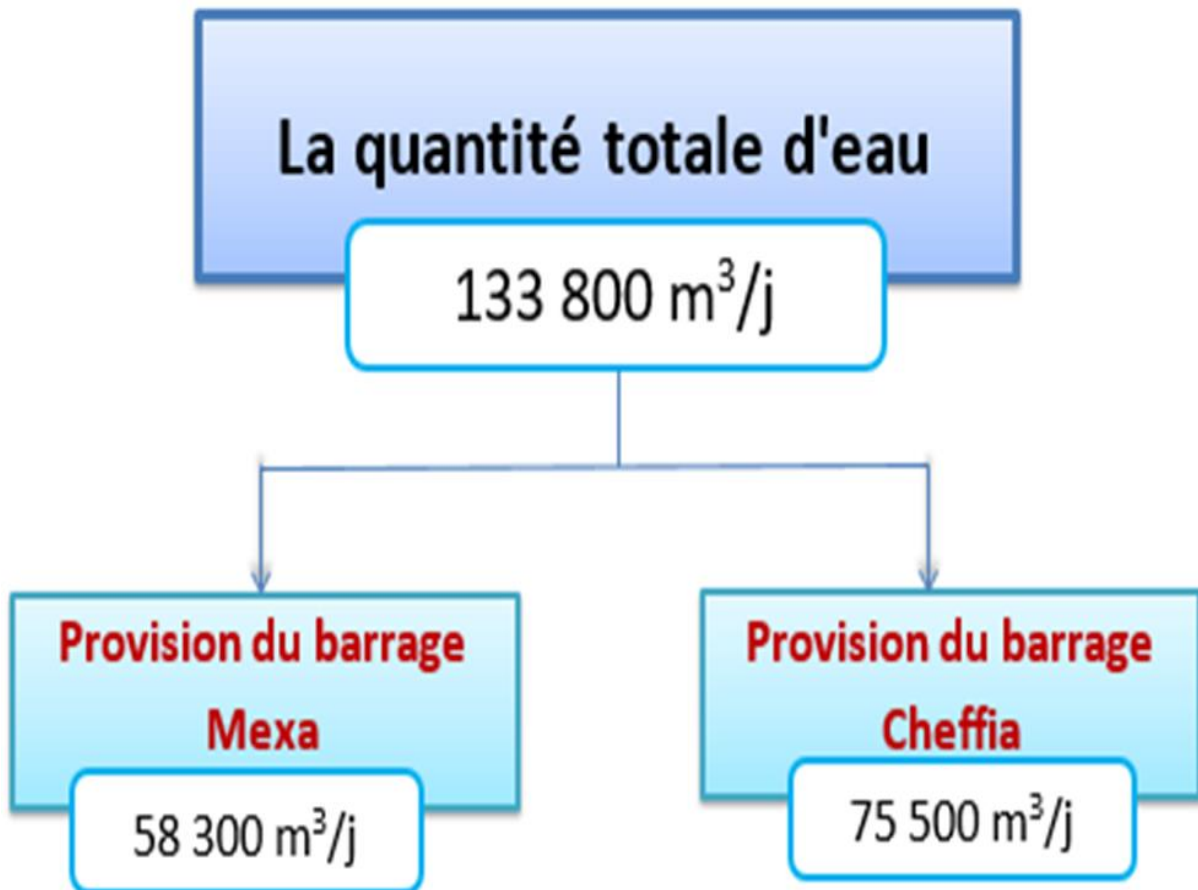 La quantité totale d'eau
133 800 m³/j
Provision du barrage
Mexa
58 300 m³/j
Provision du barrage
Cheffia
75 500 m³/j